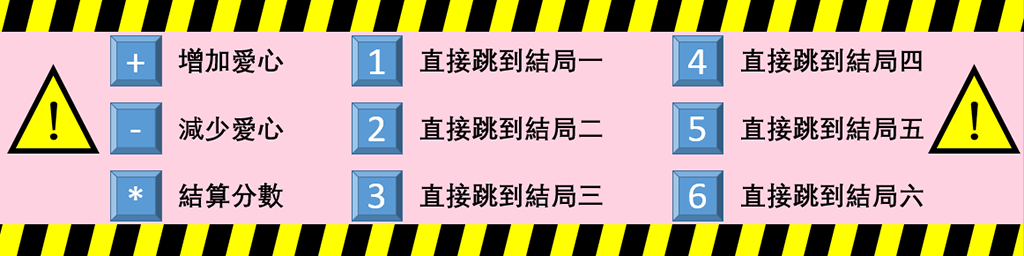 ! + 增加愛心 1 直接跳到結局一 4 直接跳到結局四 !
- 減少愛心 2 直接跳到結局二 5 直接跳到結局五
* 結算分數 3 直接跳到結局三 6 直接跳到結局六